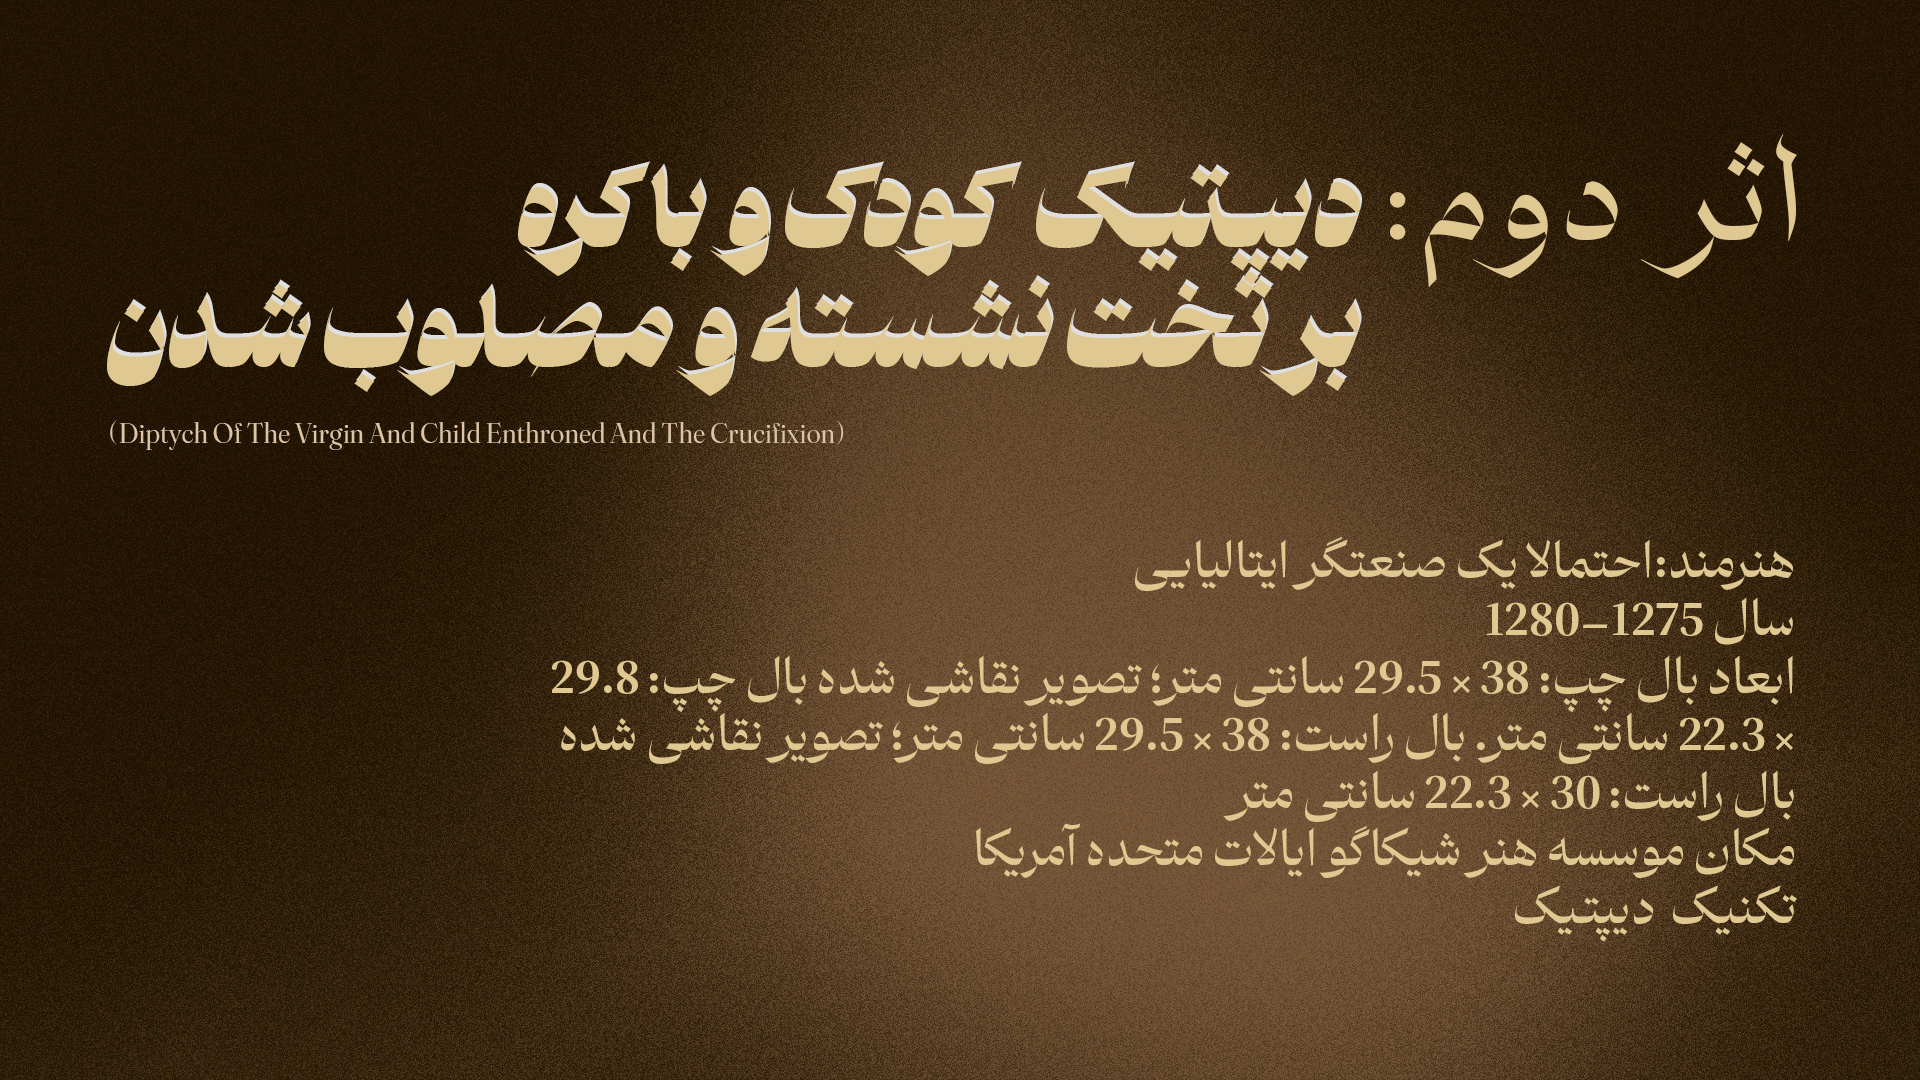 اثر دوم: دیپتیک کودک و باکره
بر تخت نشسته و مصلوب شدن
(Diptych Of The Virgin And Child Enthroned And The Crucifixion)
هنرمند:احتمالا یک صنعتگر ایتالیایی
سال 1275–1280
ابعاد بال چپ: 38 × 29.5 سانتی متر؛ تصویر نقاشی شده بال چپ: 29.8
× 22.3 سانتی متر. بال راست: 38 × 29.5 سانتی متر؛ تصویر نقاشی شده
بال راست: 30 × 22.3 سانتی متر
مکان موسسه هنر شیکاگو ایالات متحده آمریکا
تکنیک دیپتیک